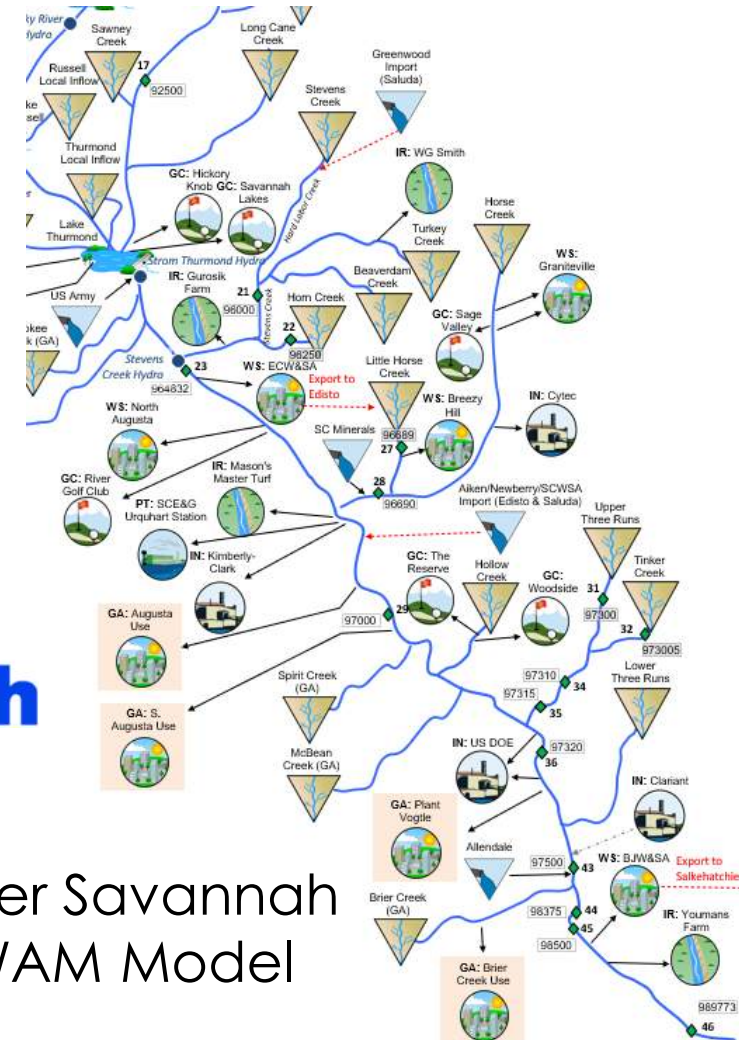 ky River
Hydra
Sawney
Creek
17
92500
Long Cane
Creek
Russell
Local Inflow
Stevens
Creek
Greenwood
Import
(Saluda)
Thurmond
Local Inflow
GC: Hickory
Knob
GC: Savannah
Lakes
Hard Labor Creek
IR: WG Smith
Horse
Creek
Lake
Thurmond
Strom Thurmond Hydro
Turkey
Creek
WS:
Graniteville
IR: Gurosik
Farm
21
96000
Stevens Creek
Beaverdam
Creek
US Army
Horn Creek
22
96250
GC: Sage
Valley
k (GA)
Stevens
Creek Hydro
23
964832
WS: ECW&SA
Export to
Edisto
Little Horse
Creek
WS: North
Augusta
SC Minerals
96689
27
WS: Breezy
Hill
IN: Cytec
28
96690
GC: River
Golf Club
IR: Mason's
Master Turf
PT: SCE&G
Urquhart Station
Aiken/Newberry/SCWSA
Import (Edisto & Saluda)
IN: Kimberly-
Clark
Upper
Three Runs
GC: The
Reserve
Hollow
Creek
Tinker
Creek
GC:
Woodside
31
97300
32
973005
GA: Augusta
Use
97000
29
97310
34
97315
35
Lower
Three Runs
Spirit Creek
(GA)
GA: S.
Augusta Use
McBean
Creek (GA)
IN: US DOE
97320
36
IN: Clariant
GA: Plant
Vogtle
Allendale
97500
43
WS: BJW&SA
Export to
Salkehatchie
Brier Creek
(GA)
98375
44
45
98500
IR: Youmans
Farm
GA: Brier
Creek Use
989773
46
h
er Savannah
WAM Model